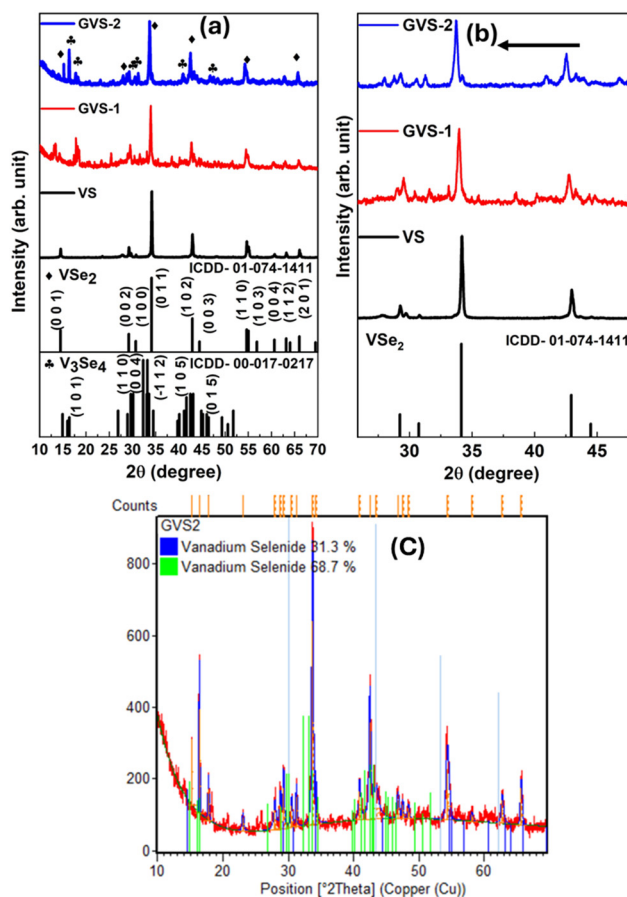 (a)
GVS-2
GVS-1
VS
ICDD- 01-074-1411
♦ VSe2
(0 0 1)
(0 0 2)
(1 0 0)
(0 1 1)
(1 0 2)
(0 0 3)
(1 1 0)
(1 0 3)
(0 0 4)
(1 1 2)
(2 0 1)
♣ V3Se4
ICDD- 00-017-0217
(1 0 1)
(1 1 0)
(0 0 4)
(-1 1 2)
(1 0 5)
(0 1 5)
Intensity (arb. unit)
10 15 20 25 30 35 40 45 50 55 60 65 70
2θ (degree)
(b)
GVS-2
GVS-1
VS
VSe2
ICDD- 01-074-1411
Intensity (arb. unit)
30 35 40 45
2θ (degree)
Counts
GVS2
(C)
Vanadium Selenide 31.3 %
Vanadium Selenide 68.7 %
800
600
400
200
0
10 20 30 40 50 60
Position [°2Theta] (Copper (Cu))